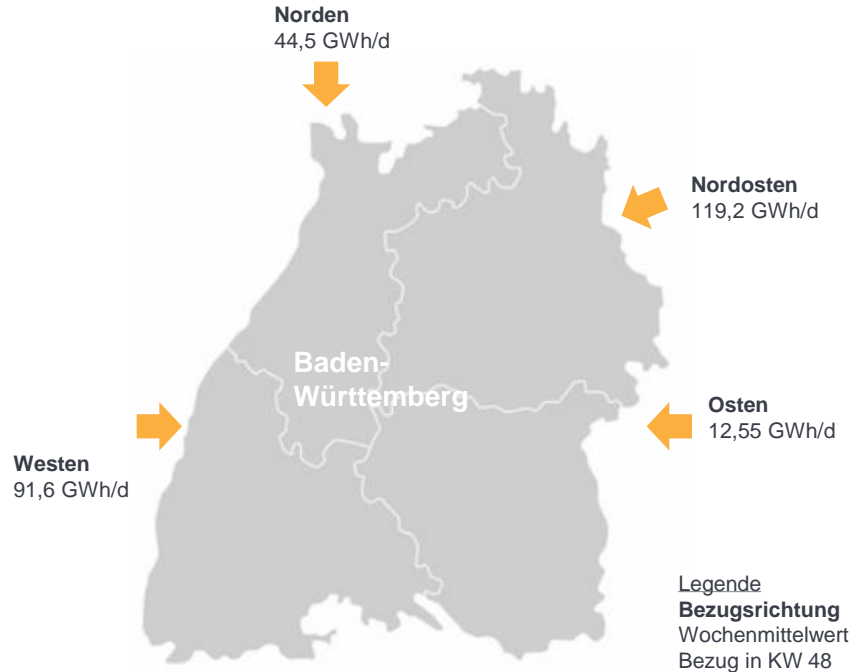 Norden
44,5 GWh/d
Nordosten
119,2 GWh/d
Baden-
Württemberg
Osten
12,55 GWh/d
Westen
91,6 GWh/d
Legende
Bezugsrichtung
Wochenmittelwert
Bezug in KW 48